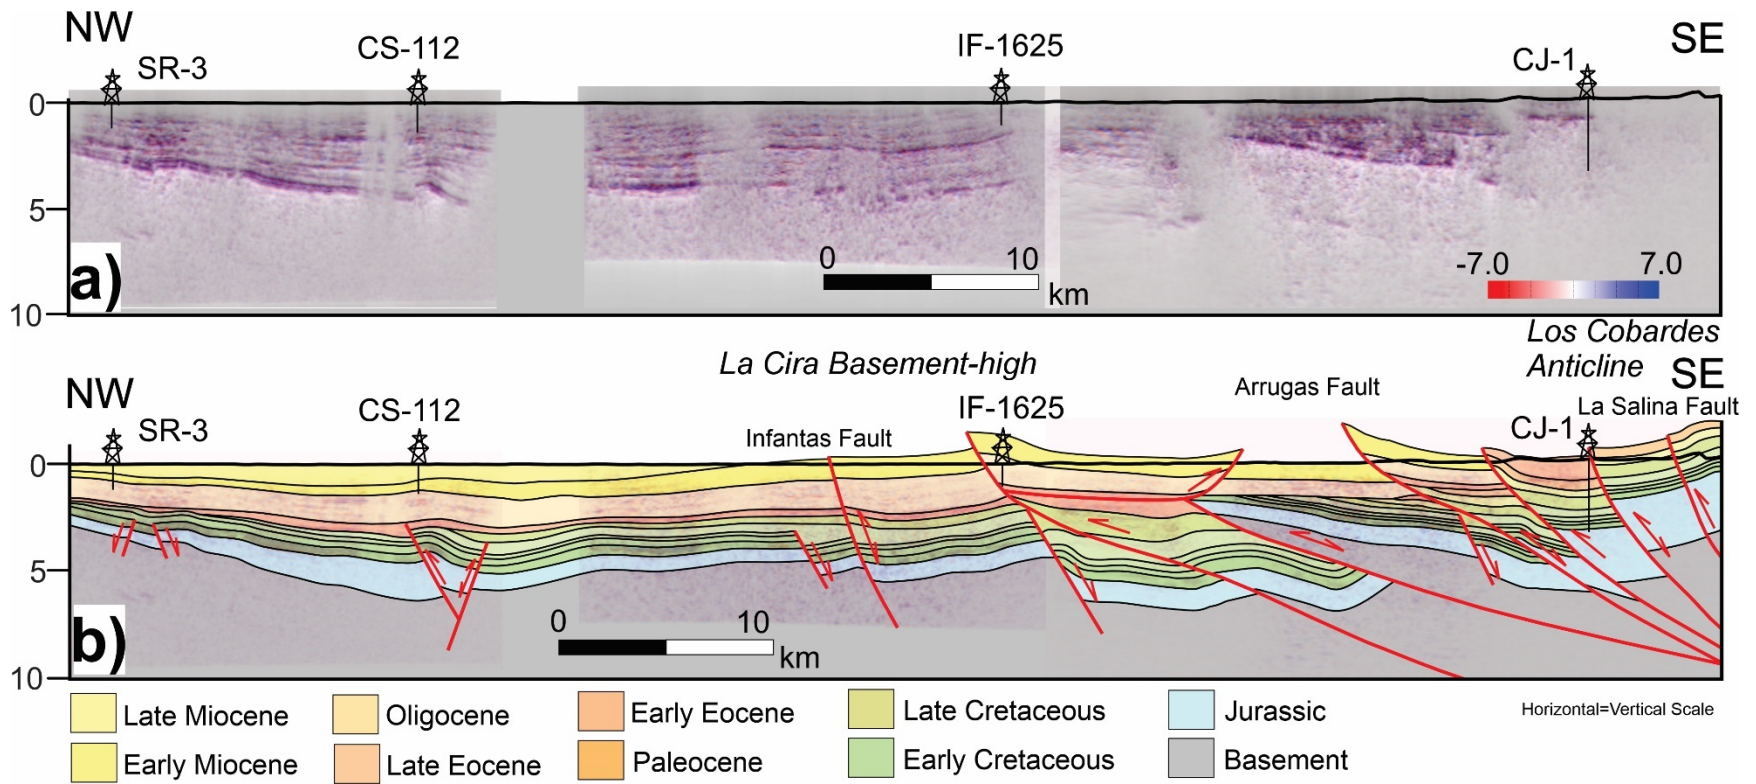 NW
SE
SR-3
CS-112
IF-1625
CJ-1
0
5
10
a)
0 10
km
-7.0 7.0
Los Cobardes
Anticline
La Cira Basement-high
NW
SE
SR-3
CS-112
Infantas Fault
IF-1625
Arrugas Fault
CJ-1
La Salina Fault
0
5
10
b)
0 10
km
Late Miocene
Oligocene
Early Eocene
Late Cretaceous
Jurassic
Horizontal=Vertical Scale
Early Miocene
Late Eocene
Paleocene
Early Cretaceous
Basement